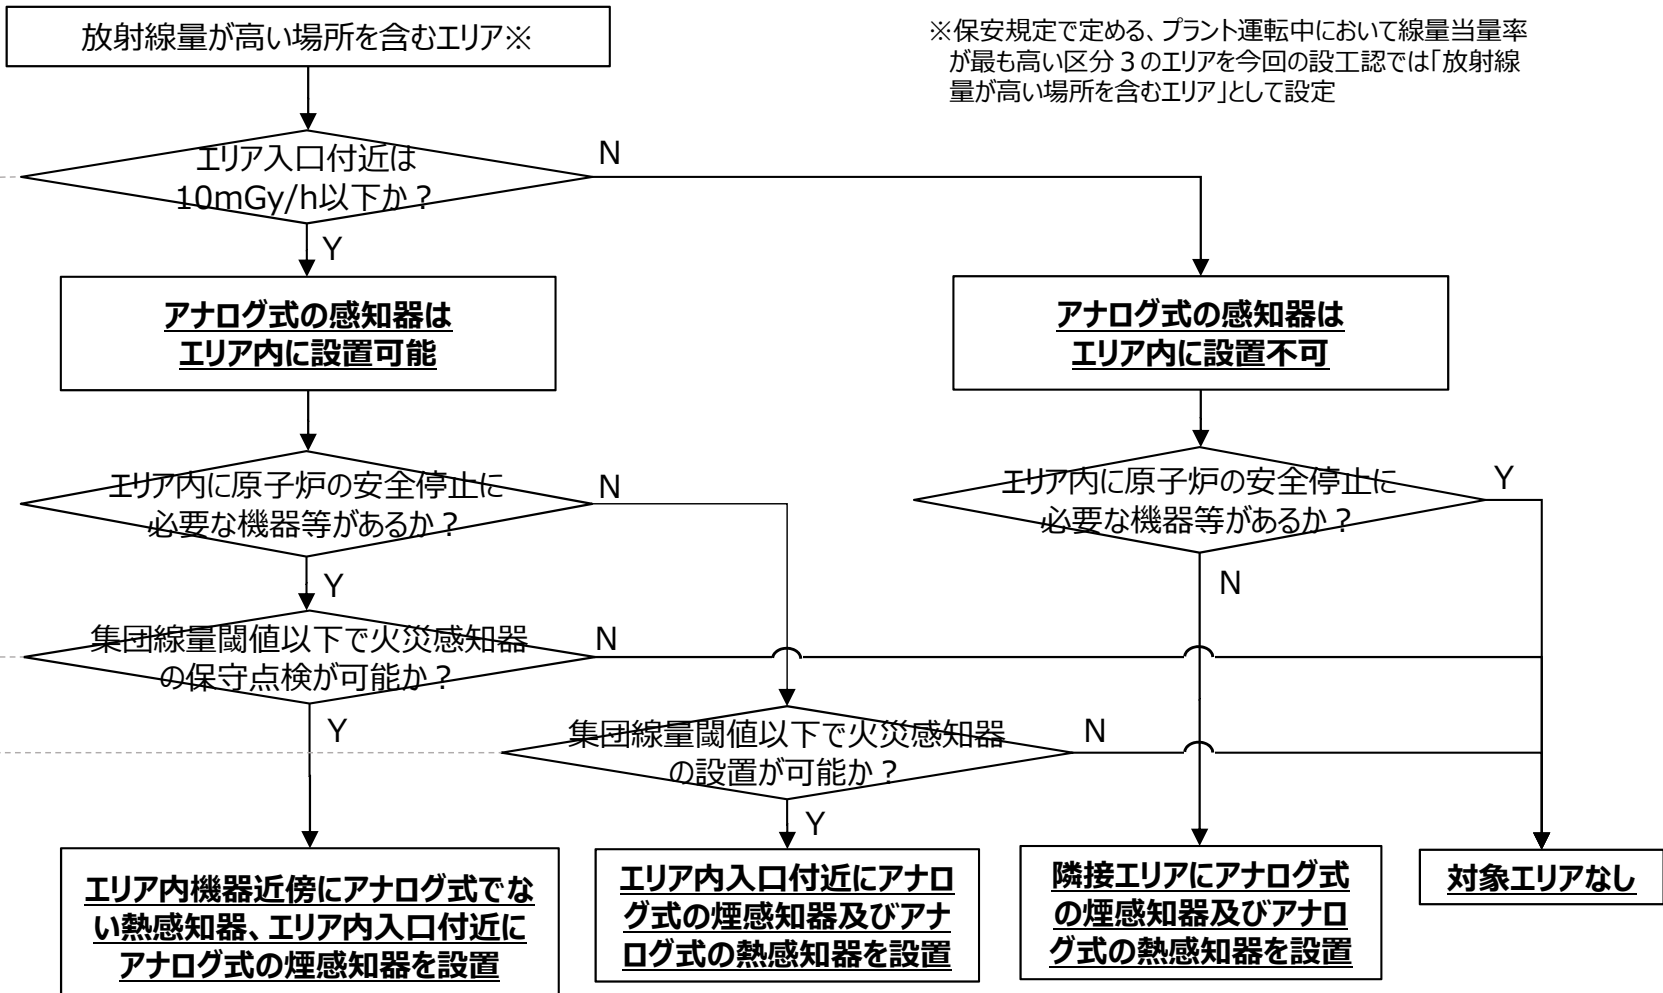 放射線量が高い場所を含むエリア※
※保安規定で定める、プラント運転中において線量当量率
が最も高い区分３のエリアを今回の設工認では「放射線
量が高い場所を含むエリア」として設定
エリア入口付近は
10mGy/h以下か？
N
Y
アナログ式の感知器は
エリア内に設置可能
アナログ式の感知器は
エリア内に設置不可
エリア内に原子炉の安全停止に
必要な機器等があるか？
N
Y
エリア内に原子炉の安全停止に
必要な機器等があるか？
Y
N
集団線量閾値以下で火災感知器
の保守点検が可能か？
N
Y
集団線量閾値以下で火災感知器
の設置が可能か？
N
Y
エリア内機器近傍にアナログ式でな
い熱感知器、エリア内入口付近に
アナログ式の煙感知器を設置
エリア内入口付近にアナロ
グ式の煙感知器及びアナ
ログ式の熱感知器を設置
隣接エリアにアナログ式
の煙感知器及びアナロ
グ式の熱感知器を設置
対象エリアなし